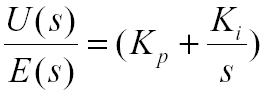 U(s)/E(s) = (K_p + K_i/s)